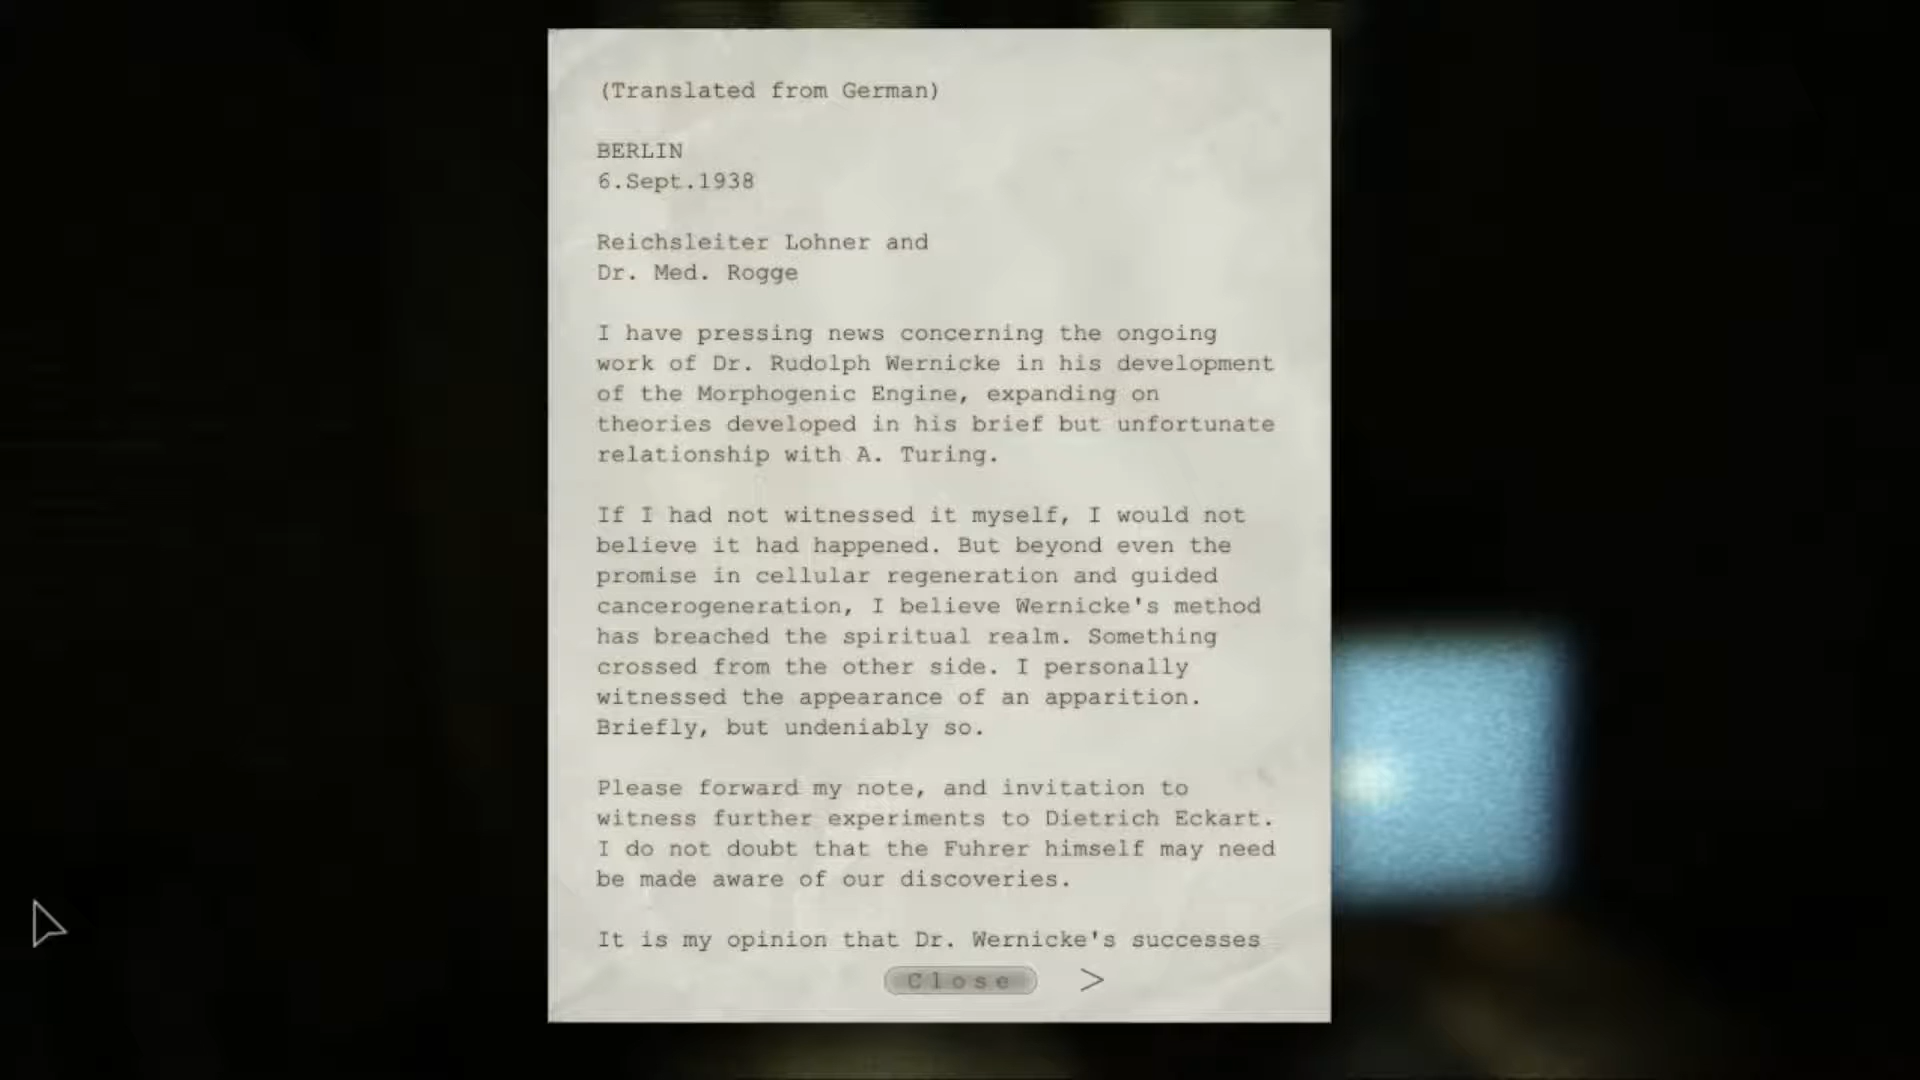 (Translated from German)
BERLIN
6.Sept.1938
Reichsleiter Lohner and
Dr. Med. Rogge
I have pressing news concerning the ongoing
work of Dr. Rudolph Wernicke in his development
of the Morphogenic Engine, expanding on
theories developed in his brief but unfortunate
relationship with A. Turing.
If I had not witnessed it myself, I would not
believe it had happened. But beyond even the
promise in cellular regeneration and guided
cancerogeneration, I believe Wernicke's method
has breached the spiritual realm. Something
crossed from the other side. I personally
witnessed the appearance of an apparition.
Briefly, but undeniably so.
Please forward my note, and invitation to
witness further experiments to Dietrich Eckart.
I do not doubt that the Fuhrer himself may need
be made aware of our discoveries.
It is my opinion that Dr. Wernicke's successes
Close >